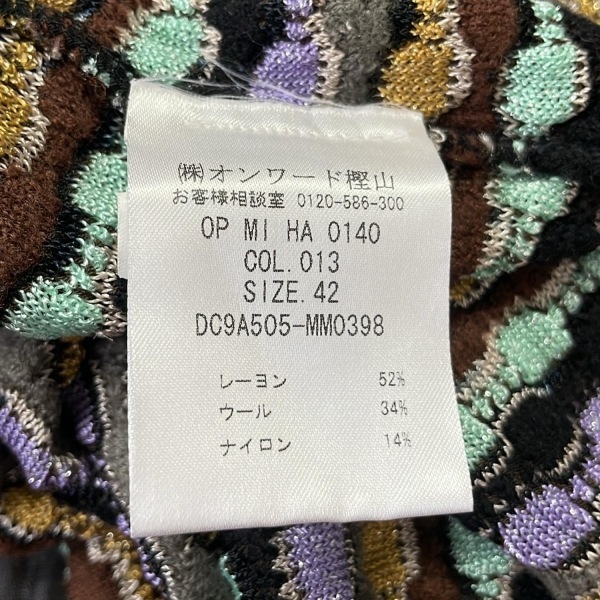 ㈱オンワード樫山
お客様相談室 0120-586-300
OP MI HA 0140
COL.013
SIZE.42
DC9A505-MM0398
レーヨン 52%
ウール 34%
ナイロン 14%